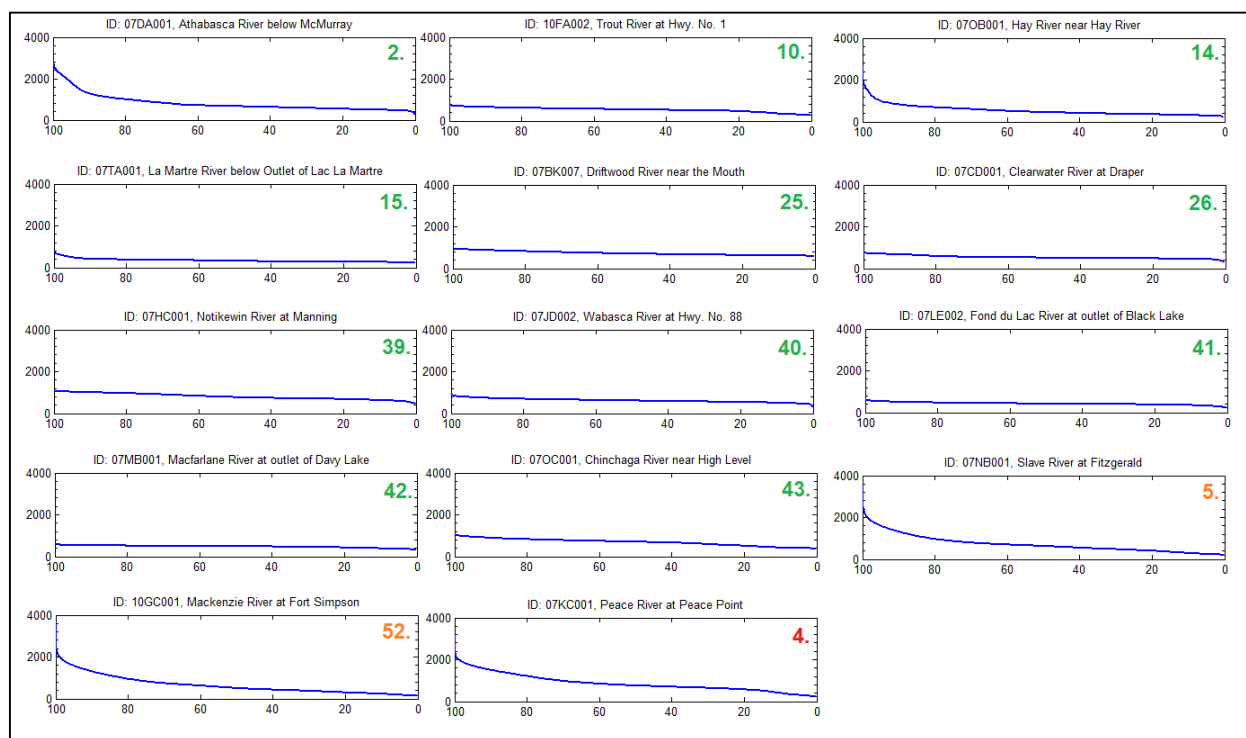 ID: 07DA001, Athabasca River below McMurray
4000
2000
0
100 80 60 40 20 0
2.
ID: 10FA002, Trout River at Hwy. No. 1
4000
2000
0
100 80 60 40 20 0
10.
ID: 07OB001, Hay River near Hay River
4000
2000
0
100 80 60 40 20 0
14.
ID: 07TA001, La Martre River below Outlet of Lac La Martre
4000
2000
0
100 80 60 40 20 0
15.
ID: 07BK007, Driftwood River near the Mouth
4000
2000
0
100 80 60 40 20 0
25.
ID: 07CD001, Clearwater River at Draper
4000
2000
0
100 80 60 40 20 0
26.
ID: 07HC001, Notikewin River at Manning
4000
2000
0
100 80 60 40 20 0
39.
ID: 07JD002, Wabasca River at Hwy. No. 88
4000
2000
0
100 80 60 40 20 0
40.
ID: 07LE002, Fond du Lac River at outlet of Black Lake
4000
2000
0
100 80 60 40 20 0
41.
ID: 07MB001, Macfarlane River at outlet of Davy Lake
4000
2000
0
100 80 60 40 20 0
42.
ID: 07OC001, Chinchaga River near High Level
4000
2000
0
100 80 60 40 20 0
43.
ID: 07NB001, Slave River at Fitzgerald
4000
2000
0
100 80 60 40 20 0
5.
ID: 10GC001, Mackenzie River at Fort Simpson
4000
2000
0
100 80 60 40 20 0
52.
ID: 07KC001, Peace River at Peace Point
4000
2000
0
100 80 60 40 20 0
4.